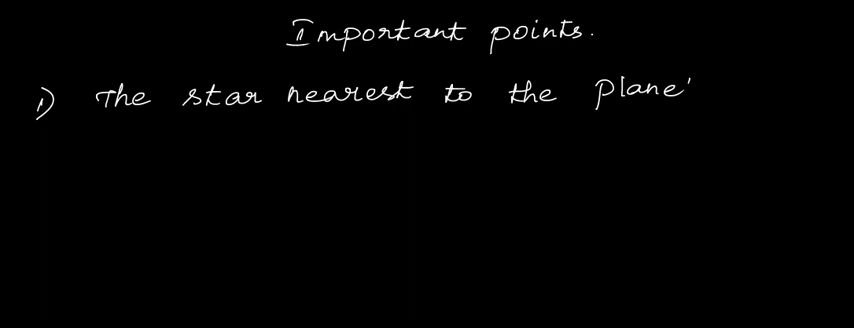 Important points.
1) The star nearest to the plane'